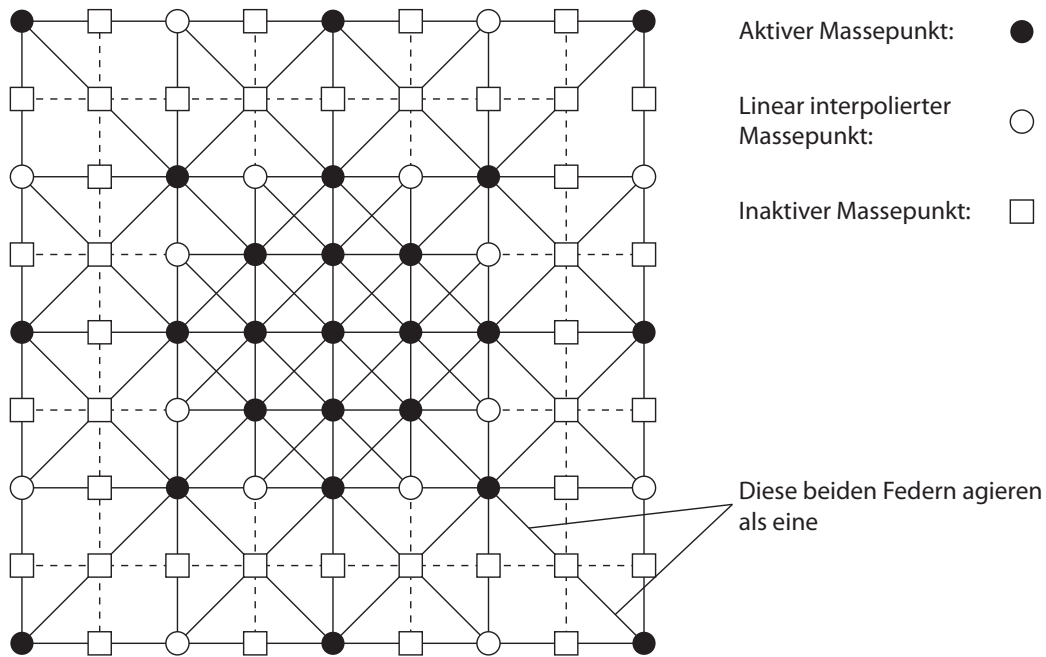 Aktiver Massepunkt:
Linear interpolierter
Massepunkt:
Inaktiver Massepunkt:
Diese beiden Federn agieren
als eine